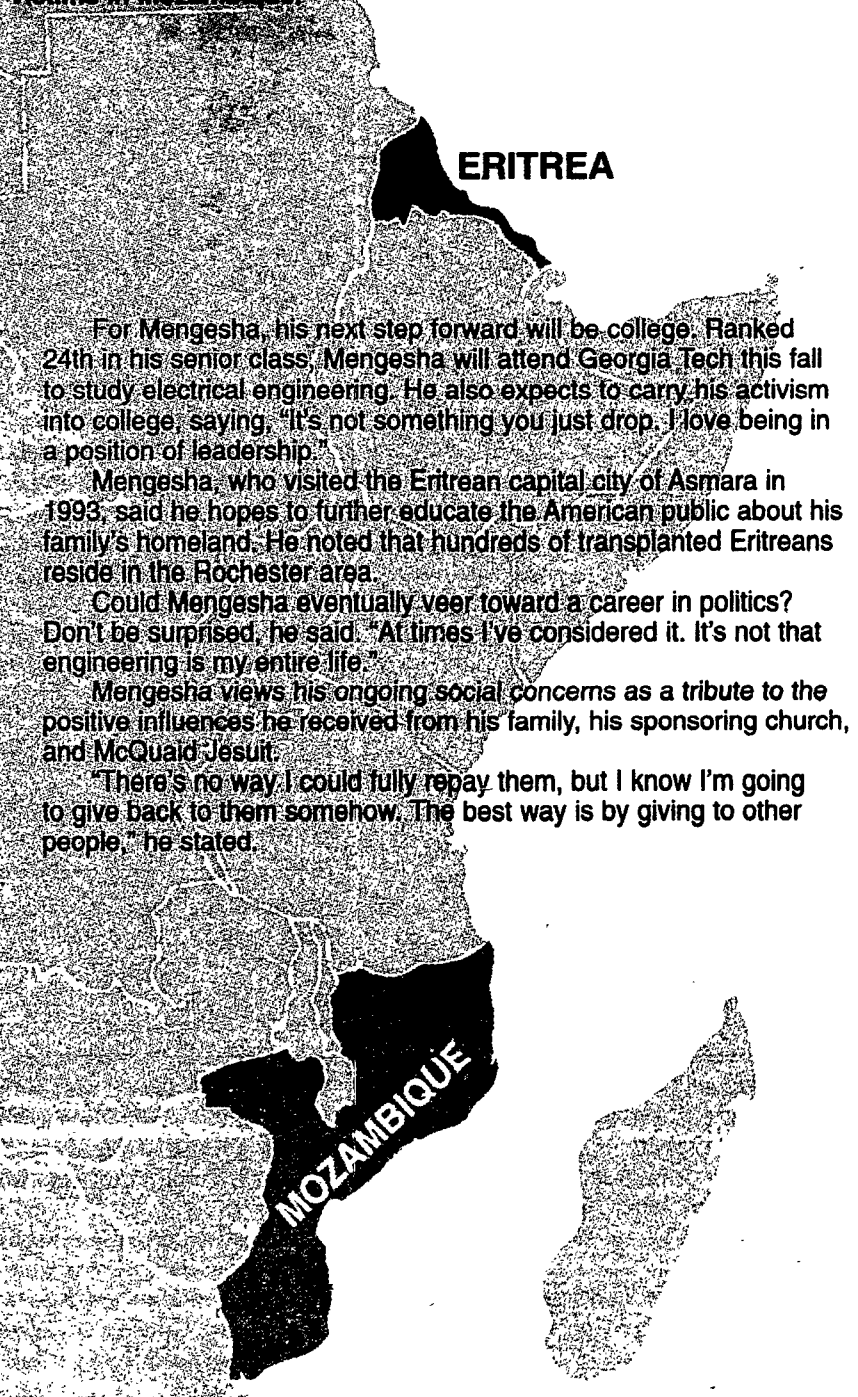 ERITREA
For Mengesha, his next step forward will be college. Ranked
24th in his senior class, Mengesha will attend Georgia Tech this fall
to study electrical engineering. He also expects to carry his activism
into college, saying, "It's not something you just drop. I love being in
a position of leadership."
Mengesha, who visited the Eritrean capital city of Asmara in
1993, said he hopes to further educate the American public about his
family's homeland. He noted that hundreds of transplanted Eritreans
reside in the Rochester area.
Could Mengesha eventually veer toward a career in politics?
Don't be surprised, he said. "At times I've considered it. It's not that
engineering is my entire life."
Mengesha views his ongoing social concerns as a tribute to the
positive influences he received from his family, his sponsoring church,
and McQuaid Jesuit.
"There's no way I could fully repay them, but I know I'm going
to give back to them somehow. The best way is by giving to other
people," he stated.
MOZAMBIQUE